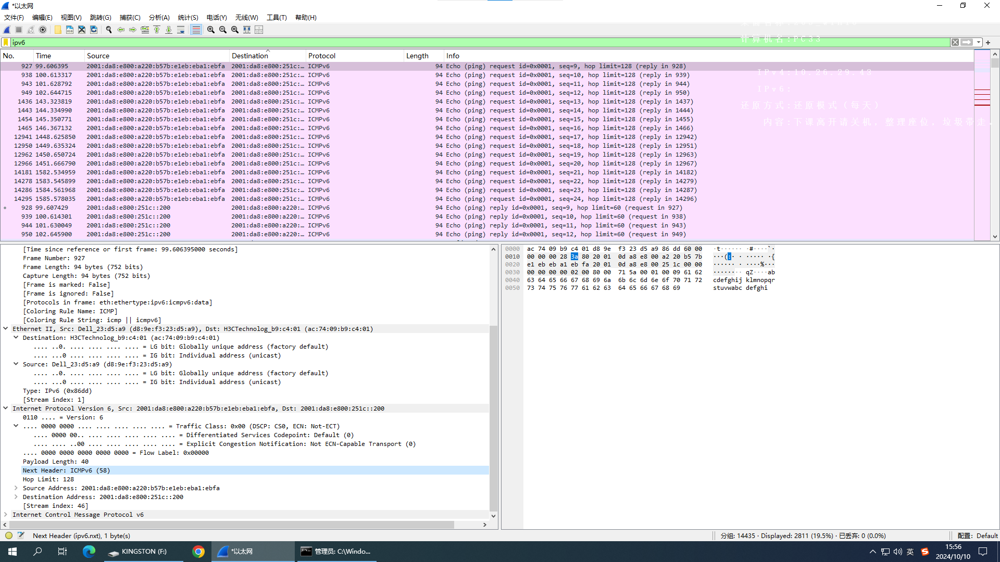 *以太网
文件(F) 编辑(E) 视图(V) 跳转(G) 捕获(C) 分析(A) 统计(S) 电话(Y) 无线(W) 工具(T) 帮助(H)
ipv6
计算机名:PC33
No. Time Source Destination Protocol Length Info
927 99.606395 2001:da8:e800:a220:b57b:e1eb:eba1:ebfa 2001:da8:e800:251c:… ICMPv6 94 Echo (ping) request id=0x0001, seq=9, hop limit=128 (reply in 928)
938 100.613317 2001:da8:e800:a220:b57b:e1eb:eba1:ebfa 2001:da8:e800:251c:… ICMPv6 94 Echo (ping) request id=0x0001, seq=10, hop limit=128 (reply in 939)
IPv4:10.26.29.43
943 101.628792 2001:da8:e800:a220:b57b:e1eb:eba1:ebfa 2001:da8:e800:251c:… ICMPv6 94 Echo (ping) request id=0x0001, seq=11, hop limit=128 (reply in 944)
IPv6:
949 102.644715 2001:da8:e800:a220:b57b:e1eb:eba1:ebfa 2001:da8:e800:251c:… ICMPv6 94 Echo (ping) request id=0x0001, seq=12, hop limit=128 (reply in 950)
1436 143.323819 2001:da8:e800:a220:b57b:e1eb:eba1:ebfa 2001:da8:e800:251c:… ICMPv6 94 Echo (ping) request id=0x0001, seq=13, hop limit=128 (reply in 1437)
还原方式:还原模式(每天)
1443 144.334990 2001:da8:e800:a220:b57b:e1eb:eba1:ebfa 2001:da8:e800:251c:… ICMPv6 94 Echo (ping) request id=0x0001, seq=14, hop limit=128 (reply in 1444)
1454 145.350771 2001:da8:e800:a220:b57b:e1eb:eba1:ebfa 2001:da8:e800:251c:… ICMPv6 94 Echo (ping) request id=0x0001, seq=15, hop limit=128 (reply in 1455)
内容:下课离开请关机，整理座位，垃圾带走。
1465 146.367132 2001:da8:e800:a220:b57b:e1eb:eba1:ebfa 2001:da8:e800:251c:… ICMPv6 94 Echo (ping) request id=0x0001, seq=16, hop limit=128 (reply in 1466)
12941 1448.625850 2001:da8:e800:a220:b57b:e1eb:eba1:ebfa 2001:da8:e800:251c:… ICMPv6 94 Echo (ping) request id=0x0001, seq=17, hop limit=128 (reply in 12942)
12950 1449.635324 2001:da8:e800:a220:b57b:e1eb:eba1:ebfa 2001:da8:e800:251c:… ICMPv6 94 Echo (ping) request id=0x0001, seq=18, hop limit=128 (reply in 12951)
12962 1450.650724 2001:da8:e800:a220:b57b:e1eb:eba1:ebfa 2001:da8:e800:251c:… ICMPv6 94 Echo (ping) request id=0x0001, seq=19, hop limit=128 (reply in 12963)
12966 1451.666790 2001:da8:e800:a220:b57b:e1eb:eba1:ebfa 2001:da8:e800:251c:… ICMPv6 94 Echo (ping) request id=0x0001, seq=20, hop limit=128 (reply in 12967)
14181 1582.534959 2001:da8:e800:a220:b57b:e1eb:eba1:ebfa 2001:da8:e800:251c:… ICMPv6 94 Echo (ping) request id=0x0001, seq=21, hop limit=128 (reply in 14182)
14278 1583.545899 2001:da8:e800:a220:b57b:e1eb:eba1:ebfa 2001:da8:e800:251c:… ICMPv6 94 Echo (ping) request id=0x0001, seq=22, hop limit=128 (reply in 14279)
14286 1584.561968 2001:da8:e800:a220:b57b:e1eb:eba1:ebfa 2001:da8:e800:251c:… ICMPv6 94 Echo (ping) request id=0x0001, seq=23, hop limit=128 (reply in 14287)
14295 1585.578035 2001:da8:e800:a220:b57b:e1eb:eba1:ebfa 2001:da8:e800:251c:… ICMPv6 94 Echo (ping) request id=0x0001, seq=24, hop limit=128 (reply in 14296)
928 99.607429 2001:da8:e800:251c::200 2001:da8:e800:a220:… ICMPv6 94 Echo (ping) reply id=0x0001, seq=9, hop limit=60 (request in 927)
939 100.614301 2001:da8:e800:251c::200 2001:da8:e800:a220:… ICMPv6 94 Echo (ping) reply id=0x0001, seq=10, hop limit=60 (request in 938)
944 101.630049 2001:da8:e800:251c::200 2001:da8:e800:a220:… ICMPv6 94 Echo (ping) reply id=0x0001, seq=11, hop limit=60 (request in 943)
950 102.645900 2001:da8:e800:251c::200 2001:da8:e800:a220:… ICMPv6 94 Echo (ping) reply id=0x0001, seq=12, hop limit=60 (request in 949)
[Time since reference or first frame: 99.606395000 seconds]
Frame Number: 927
Frame Length: 94 bytes (752 bits)
Capture Length: 94 bytes (752 bits)
[Frame is marked: False]
[Frame is ignored: False]
[Protocols in frame: eth:ethertype:ipv6:icmpv6:data]
[Coloring Rule Name: ICMP]
[Coloring Rule String: icmp || icmpv6]
Ethernet II, Src: Dell_23:d5:a9 (d8:9e:f3:23:d5:a9), Dst: H3CTechnolog_b9:c4:01 (ac:74:09:b9:c4:01)
Destination: H3CTechnolog_b9:c4:01 (ac:74:09:b9:c4:01)
.... ..0. .... .... .... .... = LG bit: Globally unique address (factory default)
.... ...0 .... .... .... .... = IG bit: Individual address (unicast)
Source: Dell_23:d5:a9 (d8:9e:f3:23:d5:a9)
.... ..0. .... .... .... .... = LG bit: Globally unique address (factory default)
.... ...0 .... .... .... .... = IG bit: Individual address (unicast)
Type: IPv6 (0x86dd)
[Stream index: 1]
Internet Protocol Version 6, Src: 2001:da8:e800:a220:b57b:e1eb:eba1:ebfa, Dst: 2001:da8:e800:251c::200
0110 .... = Version: 6
.... 0000 0000 .... .... .... .... .... = Traffic Class: 0x00 (DSCP: CS0, ECN: Not-ECT)
.... 0000 00.. .... .... .... .... .... = Differentiated Services Codepoint: Default (0)
.... .... ..00 .... .... .... .... .... = Explicit Congestion Notification: Not ECN-Capable Transport (0)
.... 0000 0000 0000 0000 0000 = Flow Label: 0x00000
Payload Length: 40
Next Header: ICMPv6 (58)
Hop Limit: 128
Source Address: 2001:da8:e800:a220:b57b:e1eb:eba1:ebfa
Destination Address: 2001:da8:e800:251c::200
[Stream index: 46]
Internet Control Message Protocol v6
0000 ac 74 09 b9 c4 01 d8 9e f3 23 d5 a9 86 dd 60 00 ·t······ ·#····`·
0010 00 00 00 28 3a 80 20 01 0d a8 e8 00 a2 20 b5 7b ···(:· · ····· ·{
0020 e1 eb eb a1 eb fa 20 01 0d a8 e8 00 25 1c 00 00 ······ · ····%···
0030 00 00 00 00 02 00 80 00 71 5a 00 01 00 09 61 62 ········ qZ····ab
0040 63 64 65 66 67 68 69 6a 6b 6c 6d 6e 6f 70 71 72 cdefghij klmnopqr
0050 73 74 75 76 77 61 62 63 64 65 66 67 68 69 stuvwabc defghi
Next Header (ipv6.nxt), 1 byte(s) 分组: 14435 · Displayed: 2811 (19.5%) · 已丢弃: 0 (0.0%) 配置: Default
KINGSTON (F:) *以太网 管理员: C:\Windo... 英 15:56
2024/10/10